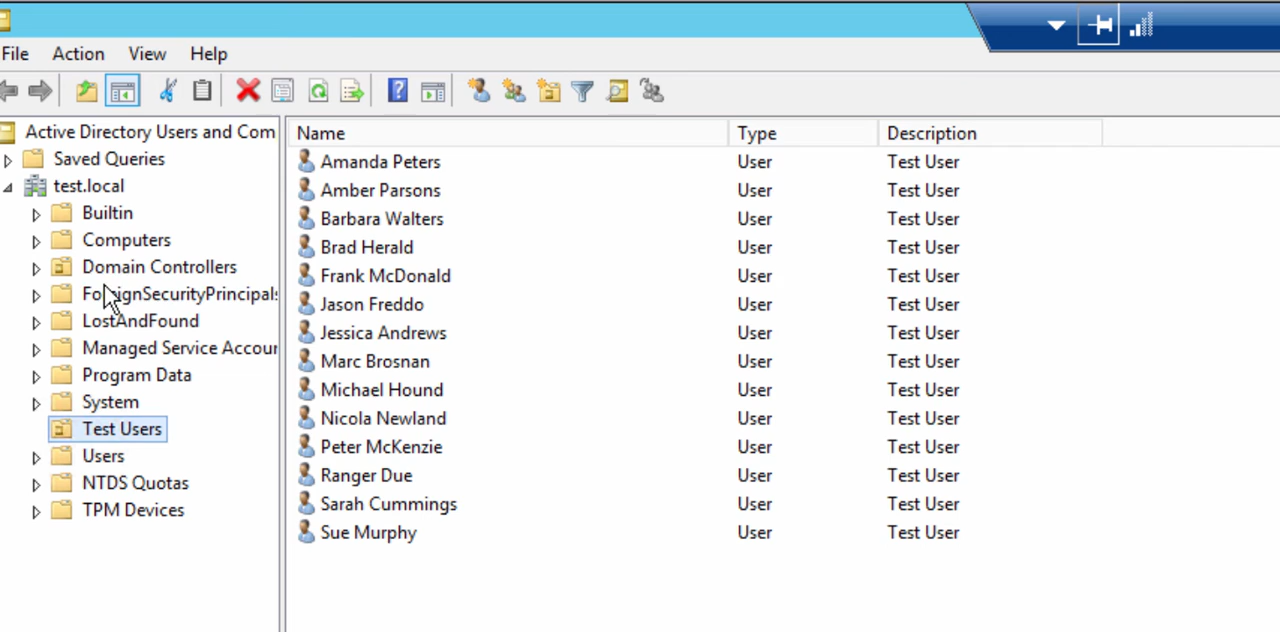 File Action View Help
Active Directory Users and Com
Saved Queries
test.local
Builtin
Computers
Domain Controllers
ForeignSecurityPrincipals
LostAndFound
Managed Service Accour
Program Data
System
Test Users
Users
NTDS Quotas
TPM Devices
Name Type Description
Amanda Peters User Test User
Amber Parsons User Test User
Barbara Walters User Test User
Brad Herald User Test User
Frank McDonald User Test User
Jason Freddo User Test User
Jessica Andrews User Test User
Marc Brosnan User Test User
Michael Hound User Test User
Nicola Newland User Test User
Peter McKenzie User Test User
Ranger Due User Test User
Sarah Cummings User Test User
Sue Murphy User Test User